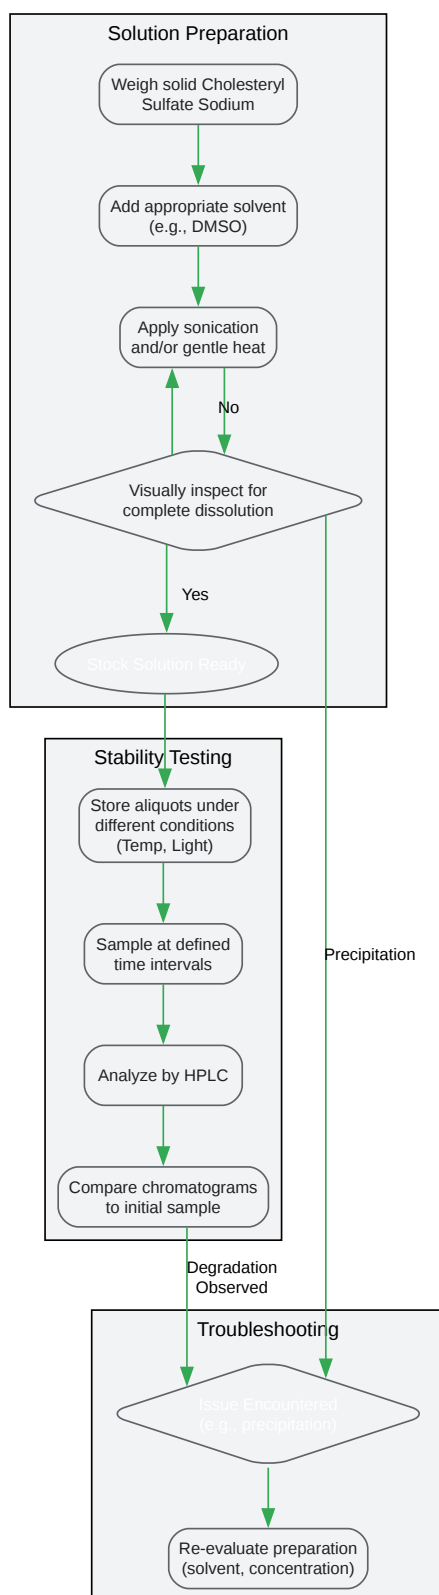 Solution Preparation
Weigh solid Cholesteryl
Sulfate Sodium
Add appropriate solvent
(e.g., DMSO)
Apply sonication
and/or gentle heat
No
Visually inspect for
complete dissolution
Yes
Stock Solution Ready
Stability Testing
Store aliquots under
different conditions
(Temp, Light)
Sample at defined
time intervals
Precipitation
Analyze by HPLC
Compare chromatograms
to initial sample
Degradation
Observed
Troubleshooting
Issue Encountered
(e.g., precipitation)
Re-evaluate preparation
(solvent, concentration)